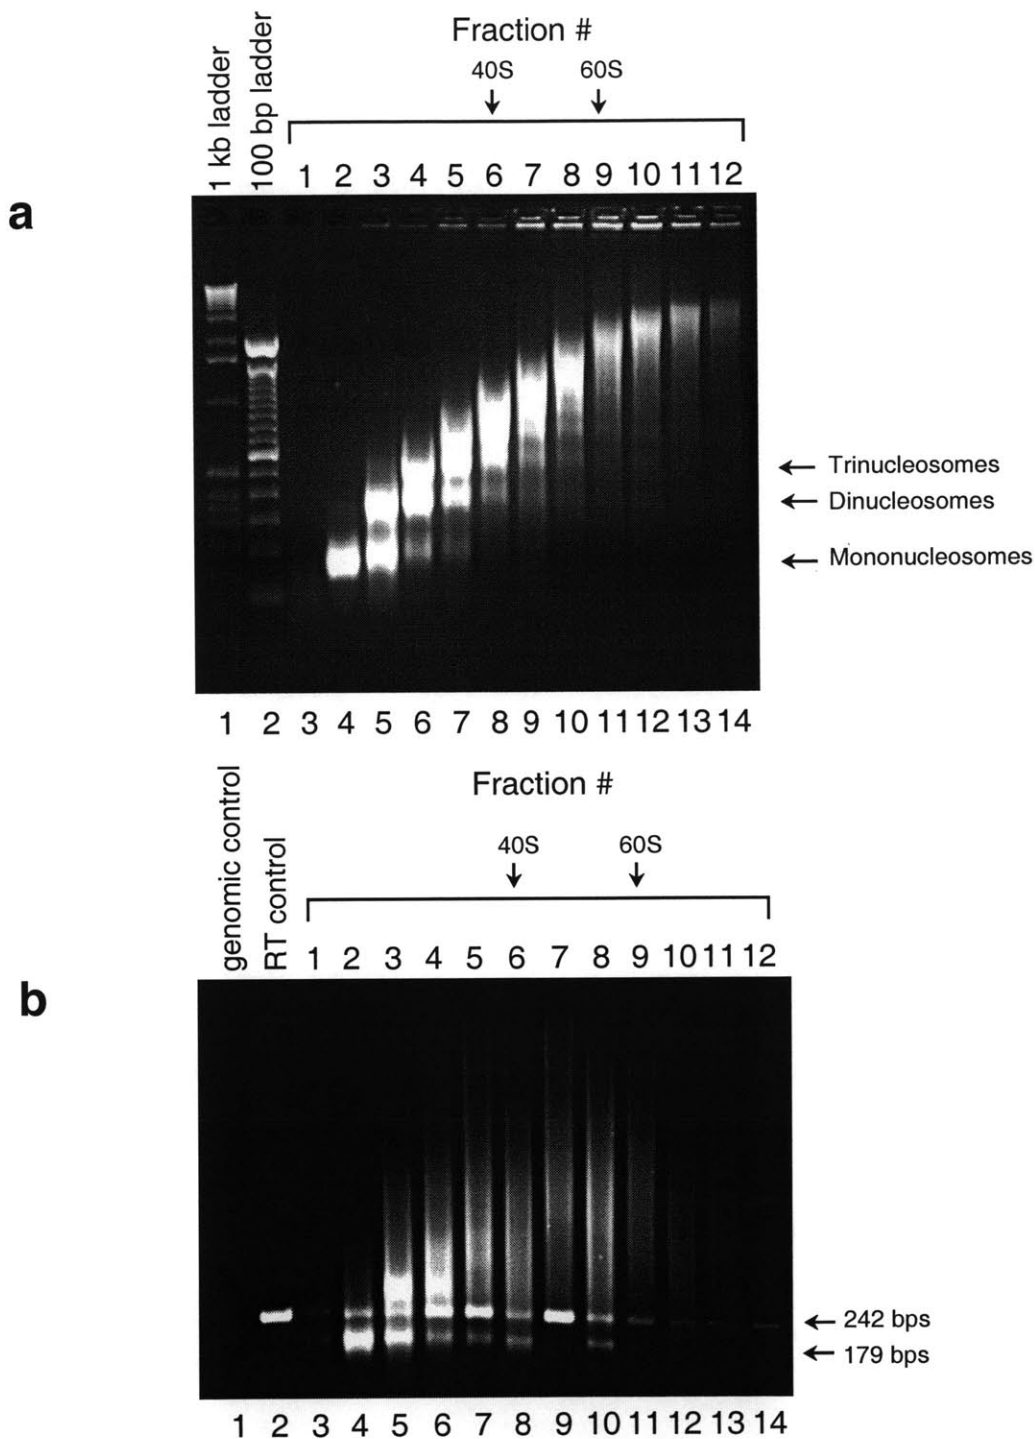 Fraction #
40S 60S
1 kb ladder
100 bp ladder
1 2 3 4 5 6 7 8 9 10 11 12
a
Trinucleosomes
Dinucleosomes
Mononucleosomes
1 2 3 4 5 6 7 8 9 10 11 12 13 14
Fraction #
40S 60S
genomic control
RT control
1 2 3 4 5 6 7 8 9 10 11 12
b
242 bps
179 bps
1 2 3 4 5 6 7 8 9 10 11 12 13 14